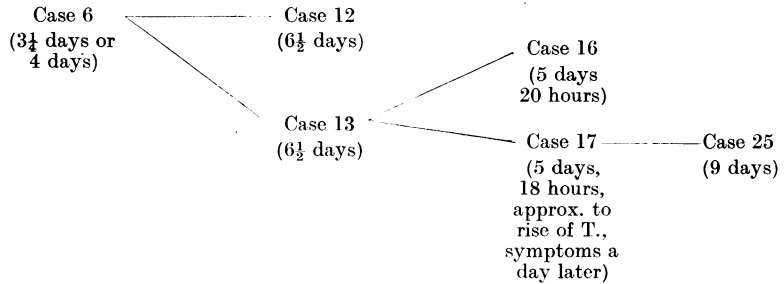 Case 6
(3¼ days or
4 days)
Case 12
(6½ days)
Case 13
(6½ days)
Case 16
(5 days
20 hours)
Case 17
(5 days,
18 hours,
approx. to
rise of T.,
symptoms a
day later)
Case 25
(9 days)